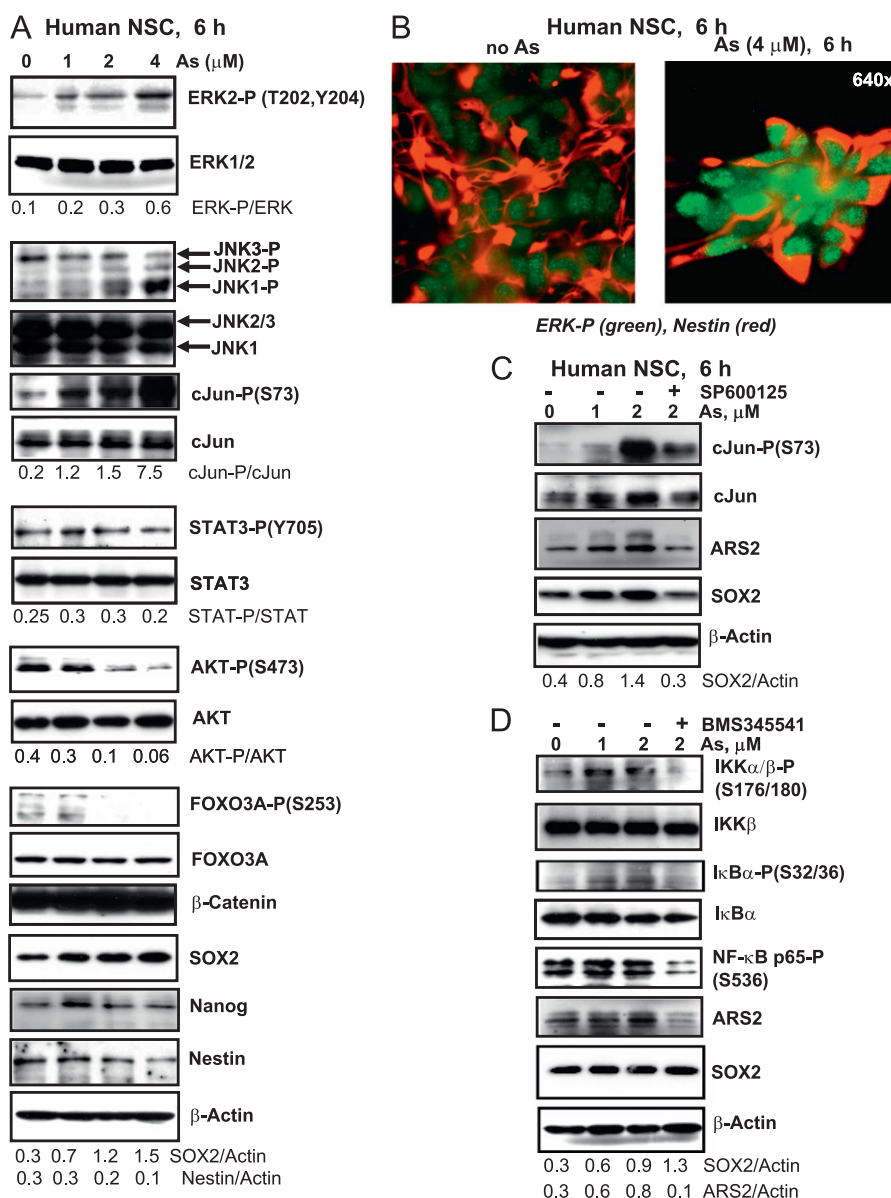 A Human NSC, 6 h
0 1 2 4 As (μM)
ERK2-P (T202,Y204)
ERK1/2
0.1 0.2 0.3 0.6 ERK-P/ERK
JNK3-P
JNK2-P
JNK1-P
JNK2/3
JNK1
cJun-P(S73)
cJun
0.2 1.2 1.5 7.5 cJun-P/cJun
STAT3-P(Y705)
STAT3
0.25 0.3 0.3 0.2 STAT-P/STAT
AKT-P(S473)
AKT
0.4 0.3 0.1 0.06 AKT-P/AKT
FOXO3A-P(S253)
FOXO3A
β-Catenin
SOX2
Nanog
Nestin
β-Actin
0.3 0.7 1.2 1.5 SOX2/Actin
0.3 0.3 0.2 0.1 Nestin/Actin
B Human NSC, 6 h
no As
As (4 μM), 6 h
640x
ERK-P (green), Nestin (red)
C Human NSC, 6 h
- - - + SP600125
0 1 2 2 As, μM
cJun-P(S73)
cJun
ARS2
SOX2
β-Actin
0.4 0.8 1.4 0.3 SOX2/Actin
D - - - + BMS345541
0 1 2 2 As, μM
IKKα/β-P
(S176/180)
IKKβ
IκBα-P(S32/36)
IκBα
NF-κB p65-P
(S536)
ARS2
SOX2
β-Actin
0.3 0.6 0.9 1.3 SOX2/Actin
0.3 0.6 0.8 0.1 ARS2/Actin